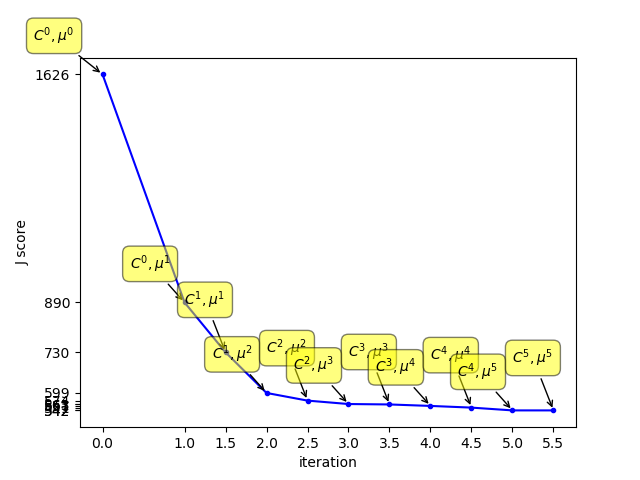 C⁰, μ⁰
1626
C⁰, μ¹
C¹, μ¹
890
C¹, μ²
C², μ²
C², μ³
C³, μ³
C³, μ⁴
C⁴, μ⁴
C⁴, μ⁵
C⁵, μ⁵
730
599
542
J score
0.0 1.0 1.5 2.0 2.5 3.0 3.5 4.0 4.5 5.0 5.5
iteration